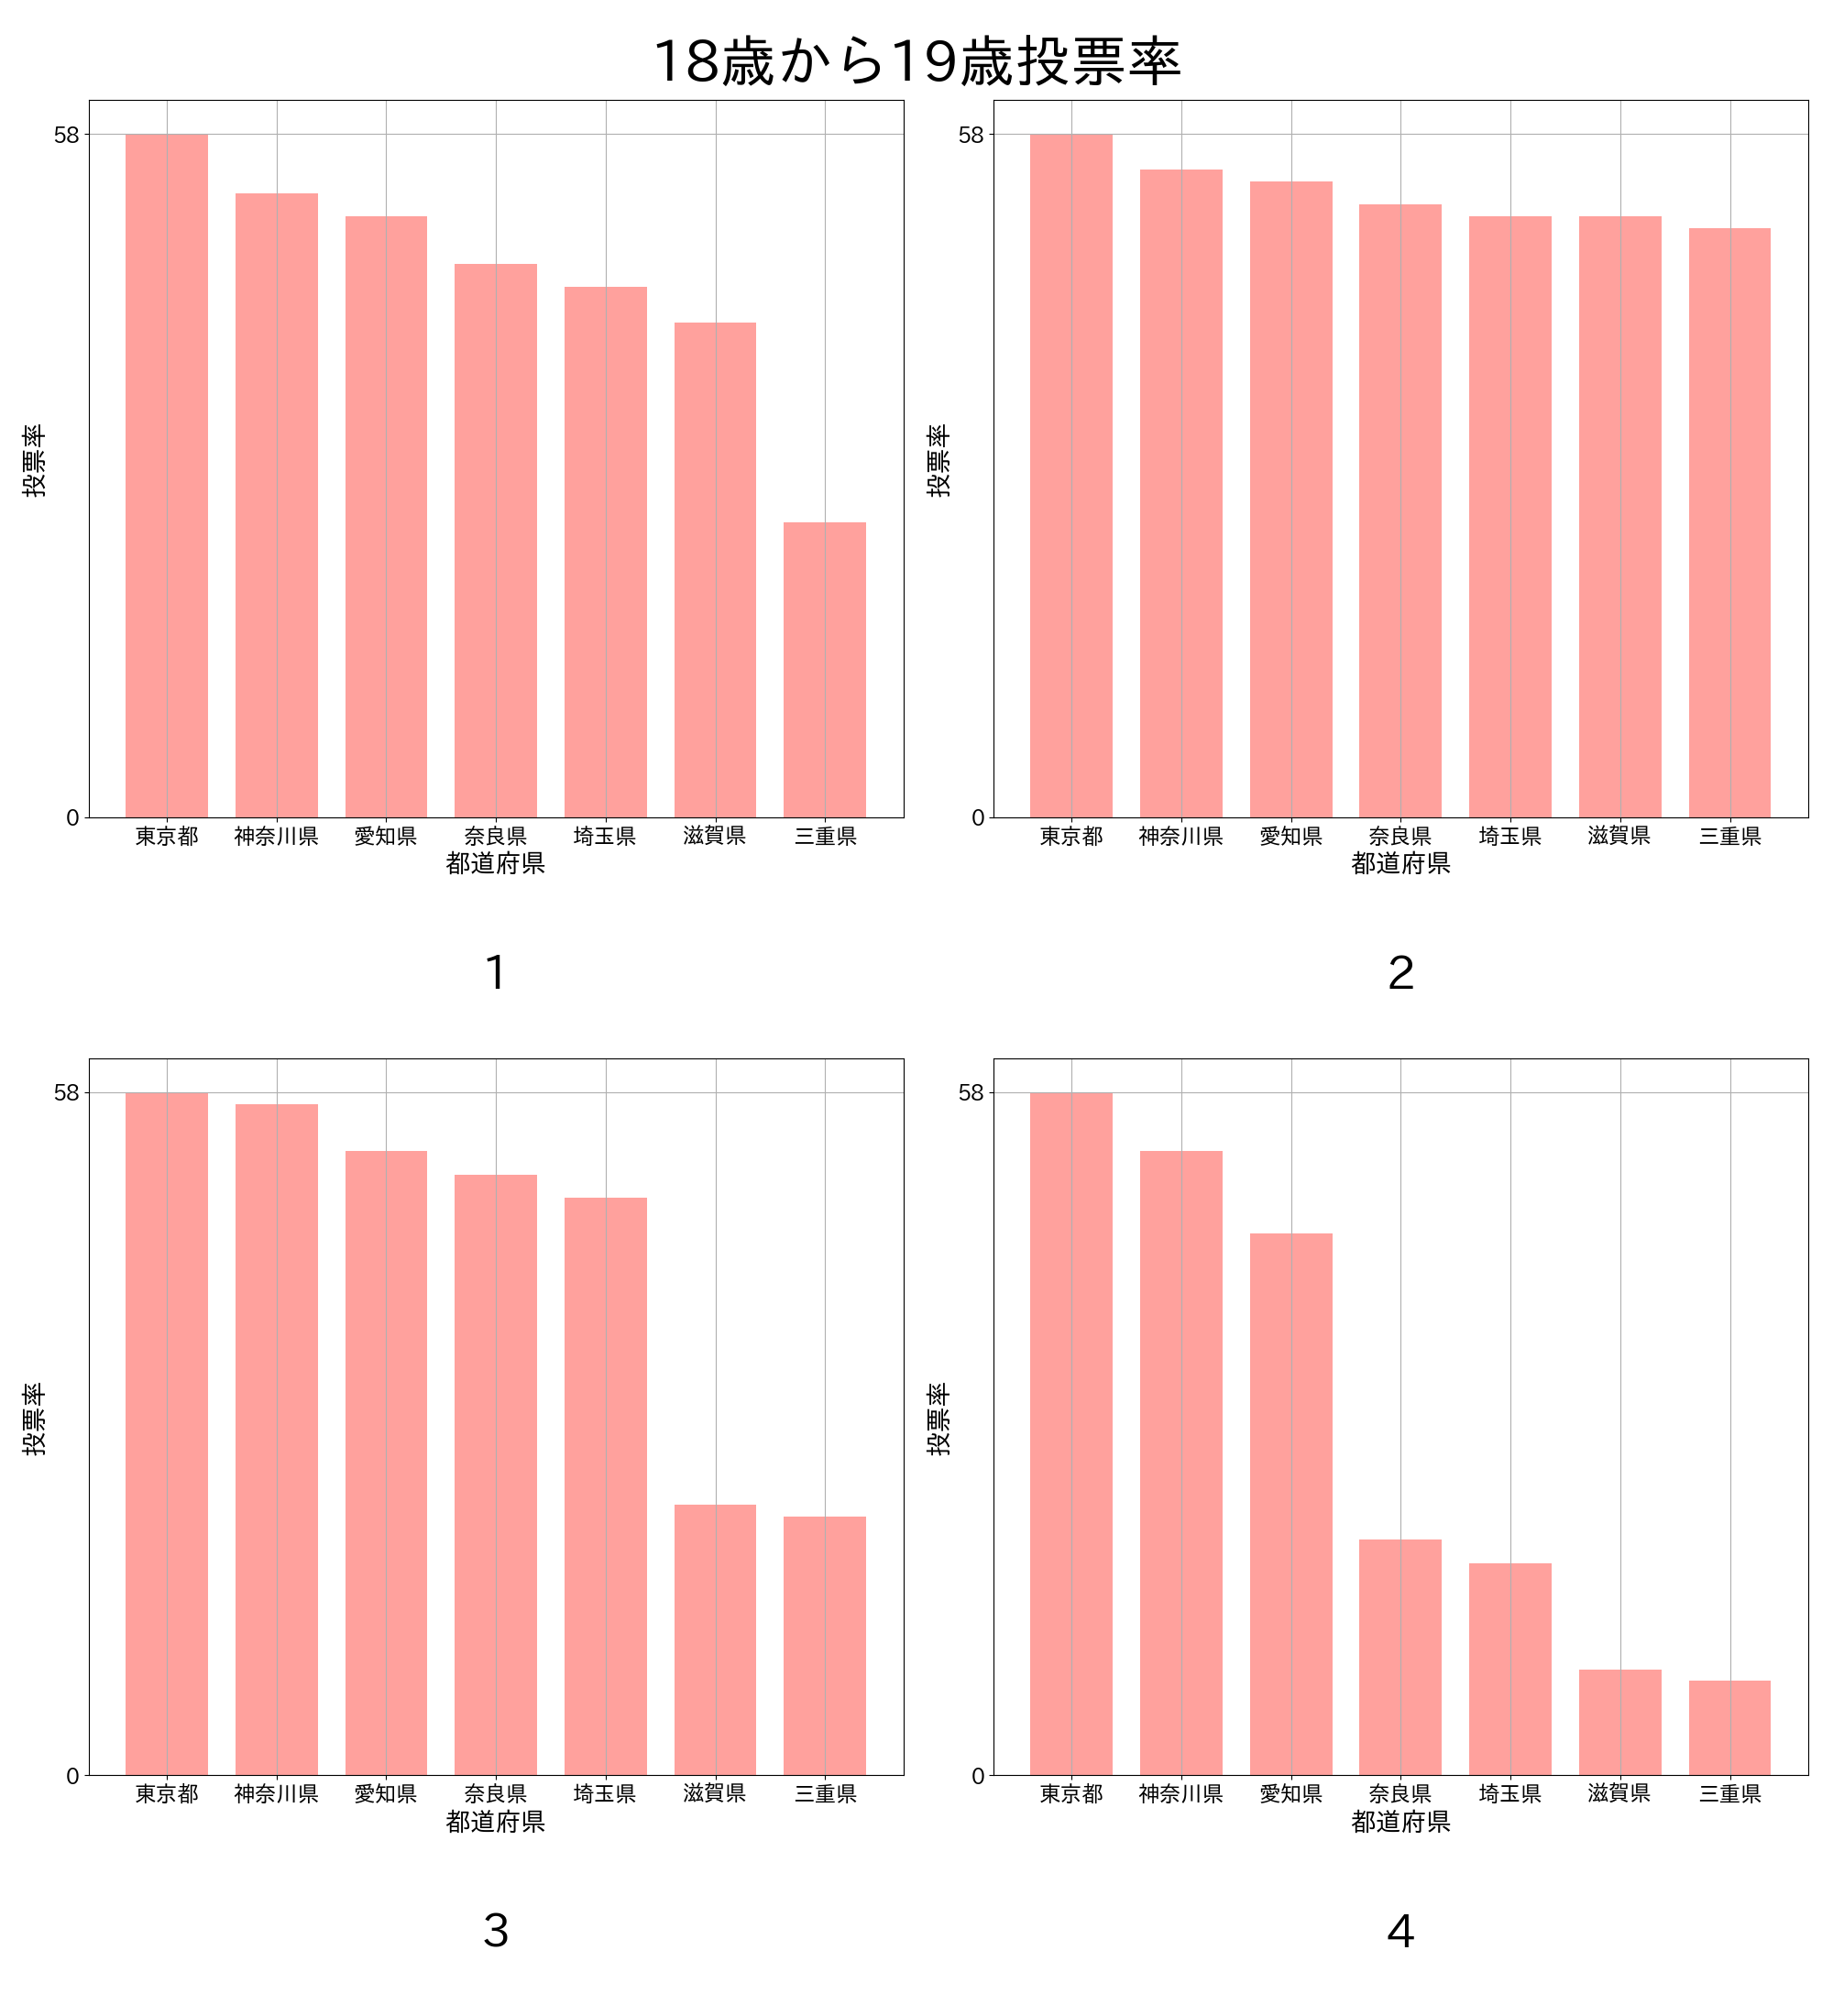 18歳から19歳投票率
58
0
投票率
東京都 神奈川県 愛知県 奈良県 埼玉県 滋賀県 三重県
都道府県
1
58
0
投票率
東京都 神奈川県 愛知県 奈良県 埼玉県 滋賀県 三重県
都道府県
2
58
0
投票率
東京都 神奈川県 愛知県 奈良県 埼玉県 滋賀県 三重県
都道府県
3
58
0
投票率
東京都 神奈川県 愛知県 奈良県 埼玉県 滋賀県 三重県
都道府県
4